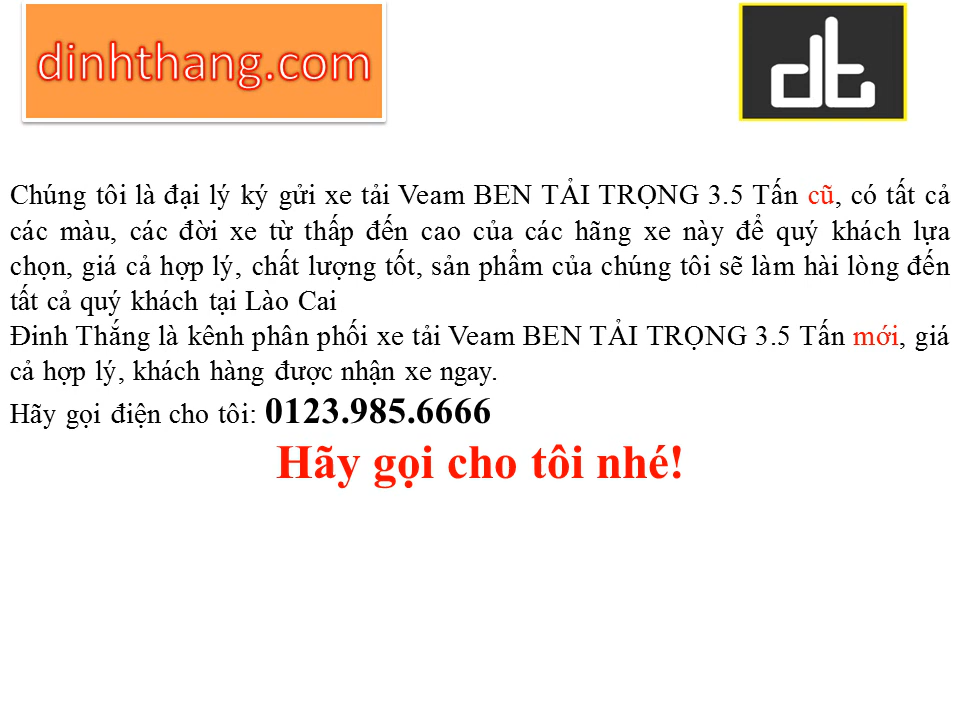 dinhthang.com
dt
Chúng tôi là đại lý ký gửi xe tải Veam BEN TẢI TRỌNG 3.5 Tấn cũ, có tất cả
các màu, các đời xe từ thấp đến cao của các hãng xe này để quý khách lựa
chọn, giá cả hợp lý, chất lượng tốt, sản phẩm của chúng tôi sẽ làm hài lòng đến
tất cả quý khách tại Lào Cai
Đinh Thắng là kênh phân phối xe tải Veam BEN TẢI TRỌNG 3.5 Tấn mới, giá
cả hợp lý, khách hàng được nhận xe ngay.
Hãy gọi điện cho tôi: 0123.985.6666
Hãy gọi cho tôi nhé!